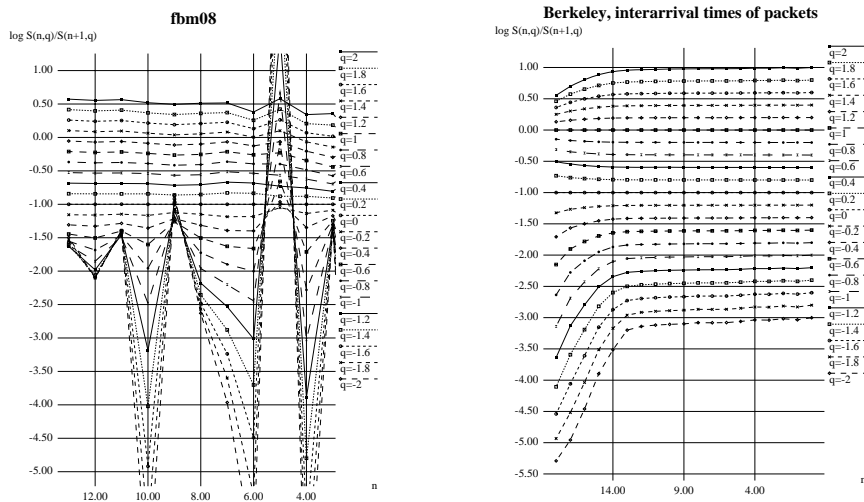 fbm08
log S(n,q)/S(n+1,q)
1.00
0.50
0.00
-0.50
-1.00
-1.50
-2.00
-2.50
-3.00
-3.50
-4.00
-4.50
-5.00
12.00 10.00 8.00 6.00 4.00
n
q=2
q=1.8
q=1.6
q=1.4
q=1.2
q=1
q=0.8
q=0.6
q=0.4
q=0.2
q=0
q=-0.2
q=-0.4
q=-0.6
q=-0.8
q=-1
q=-1.2
q=-1.4
q=-1.6
q=-1.8
q=-2
Berkeley, interarrival times of packets
log S(n,q)/S(n+1,q)
1.00
0.50
0.00
-0.50
-1.00
-1.50
-2.00
-2.50
-3.00
-3.50
-4.00
-4.50
-5.00
-5.50
14.00 9.00 4.00
n
q=2
q=1.8
q=1.6
q=1.4
q=1.2
q=1
q=0.8
q=0.6
q=0.4
q=0.2
q=0
q=-0.2
q=-0.4
q=-0.6
q=-0.8
q=-1
q=-1.2
q=-1.4
q=-1.6
q=-1.8
q=-2